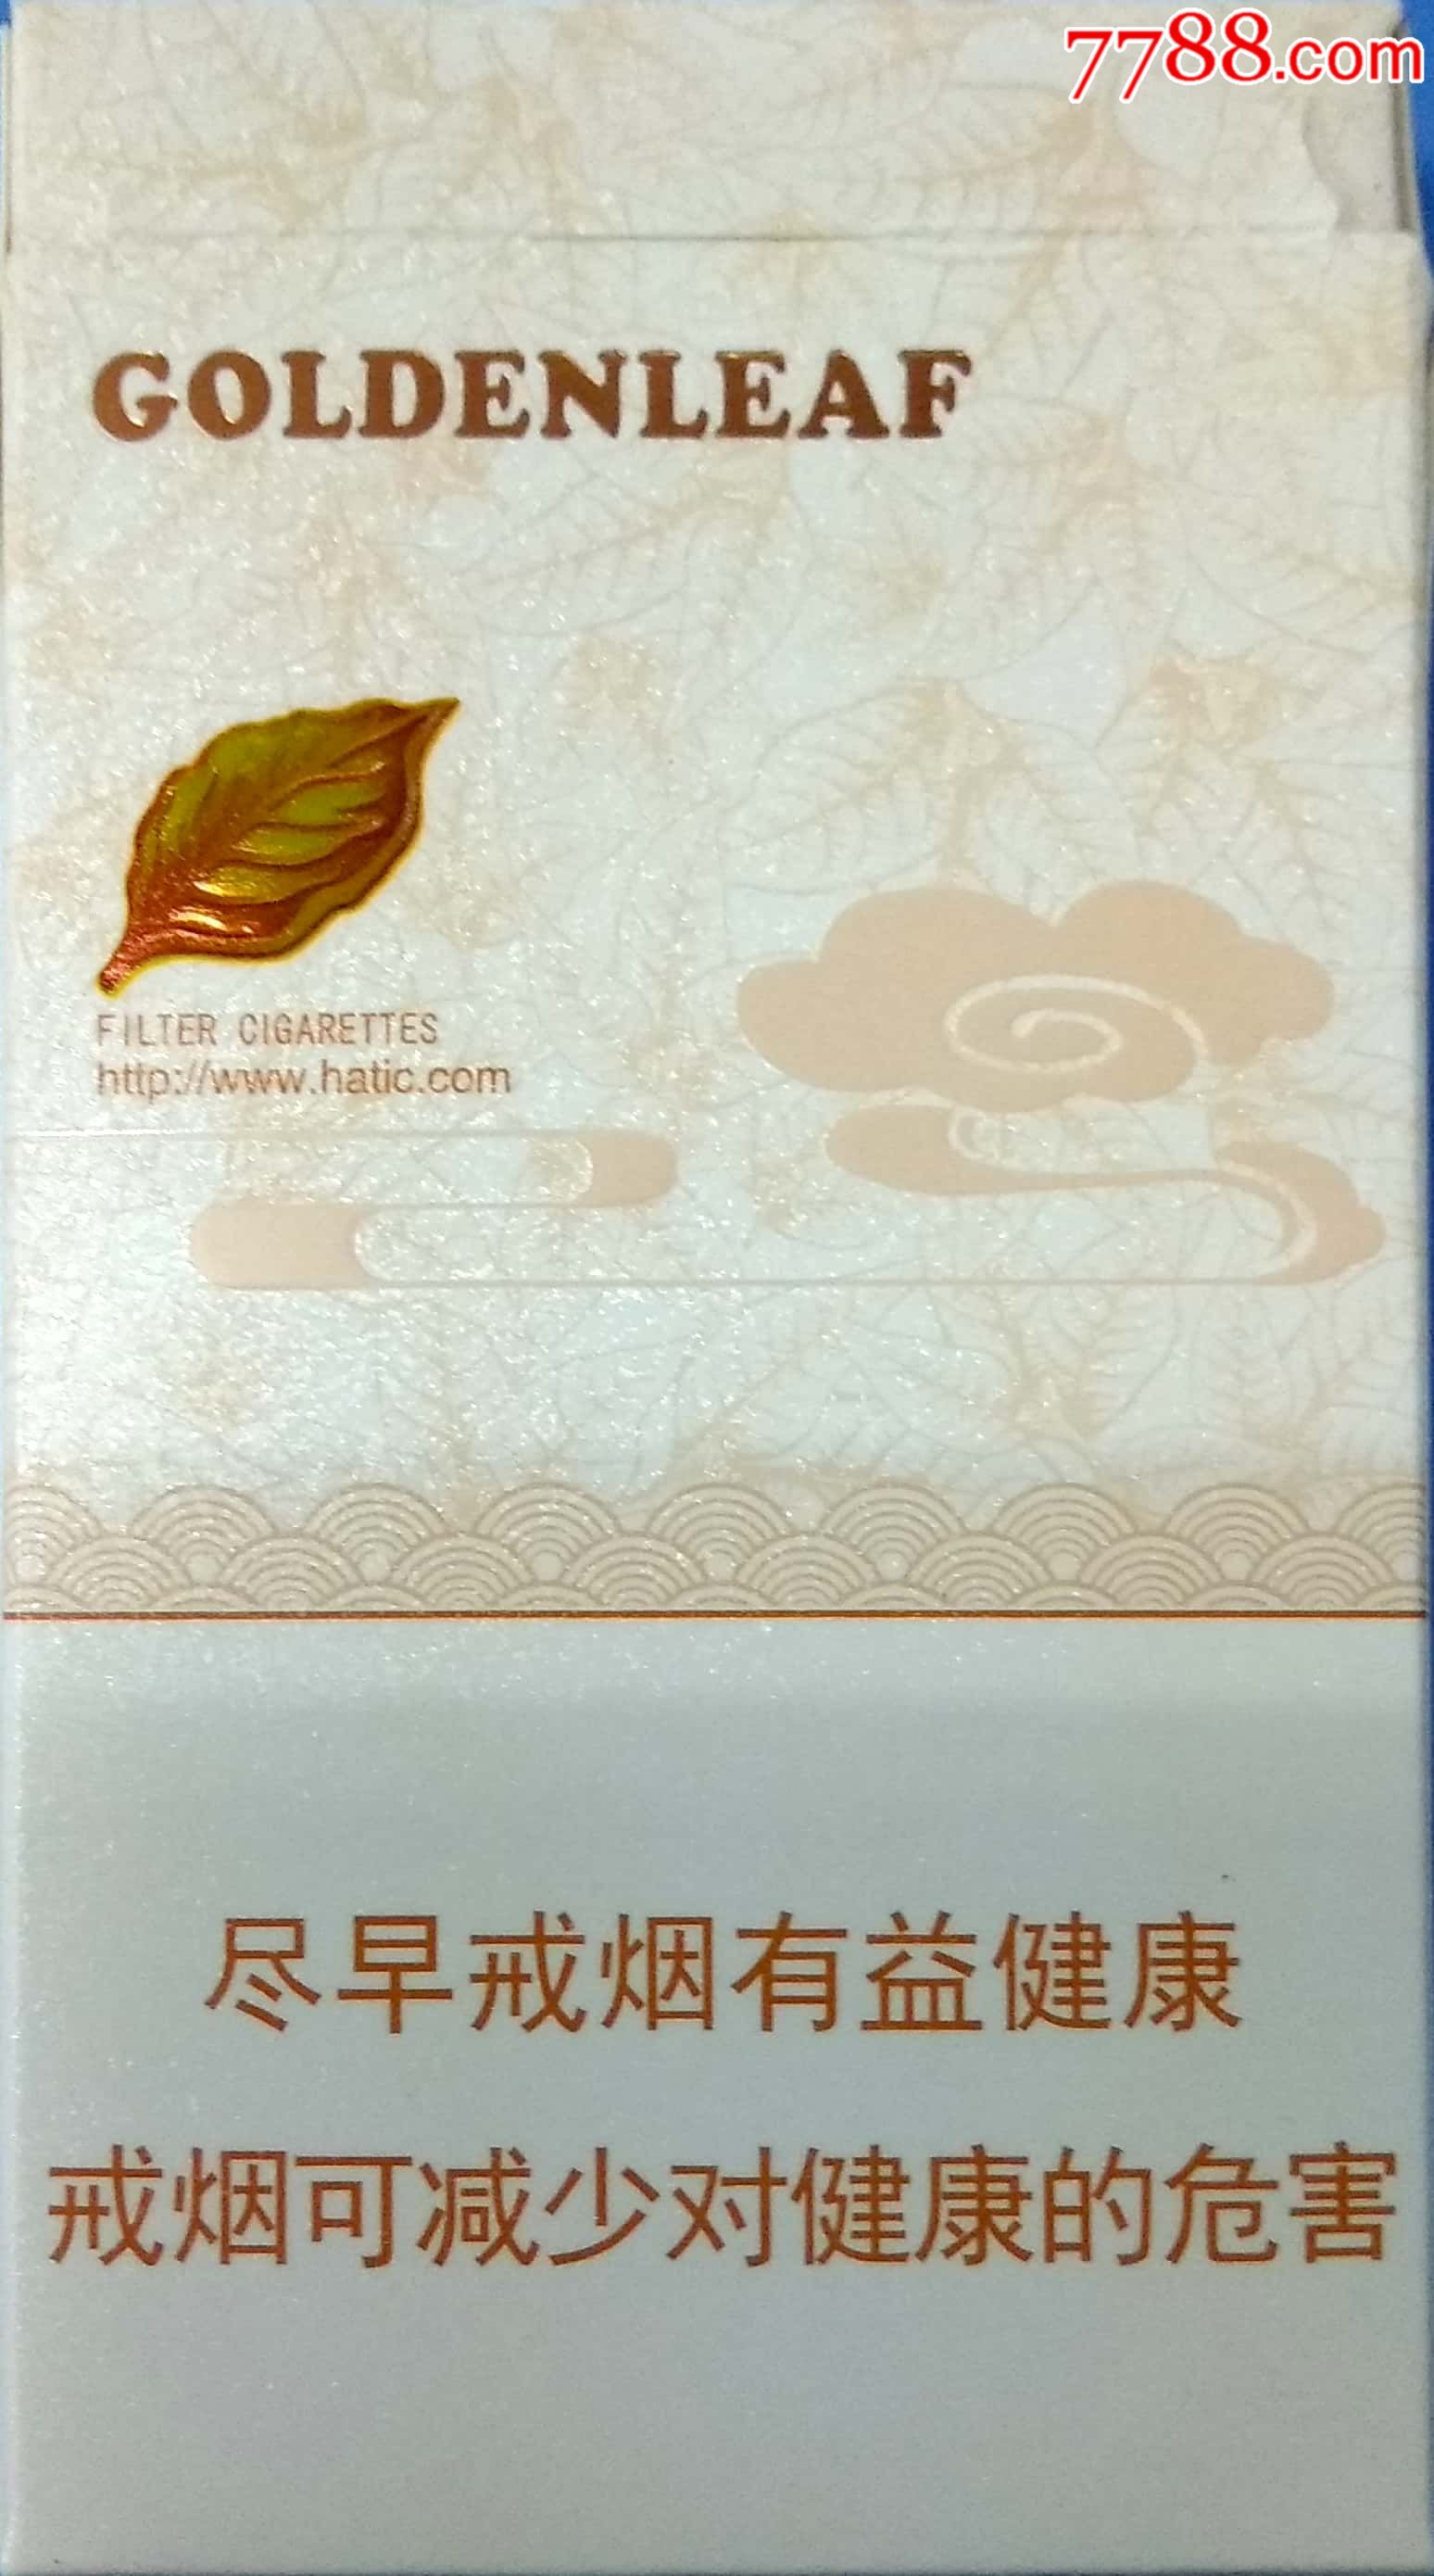 7788.com
GOLDENLEAF
FILTER CIGARETTES
http://www.hatic.com
尽早戒烟有益健康
戒烟可减少对健康的危害